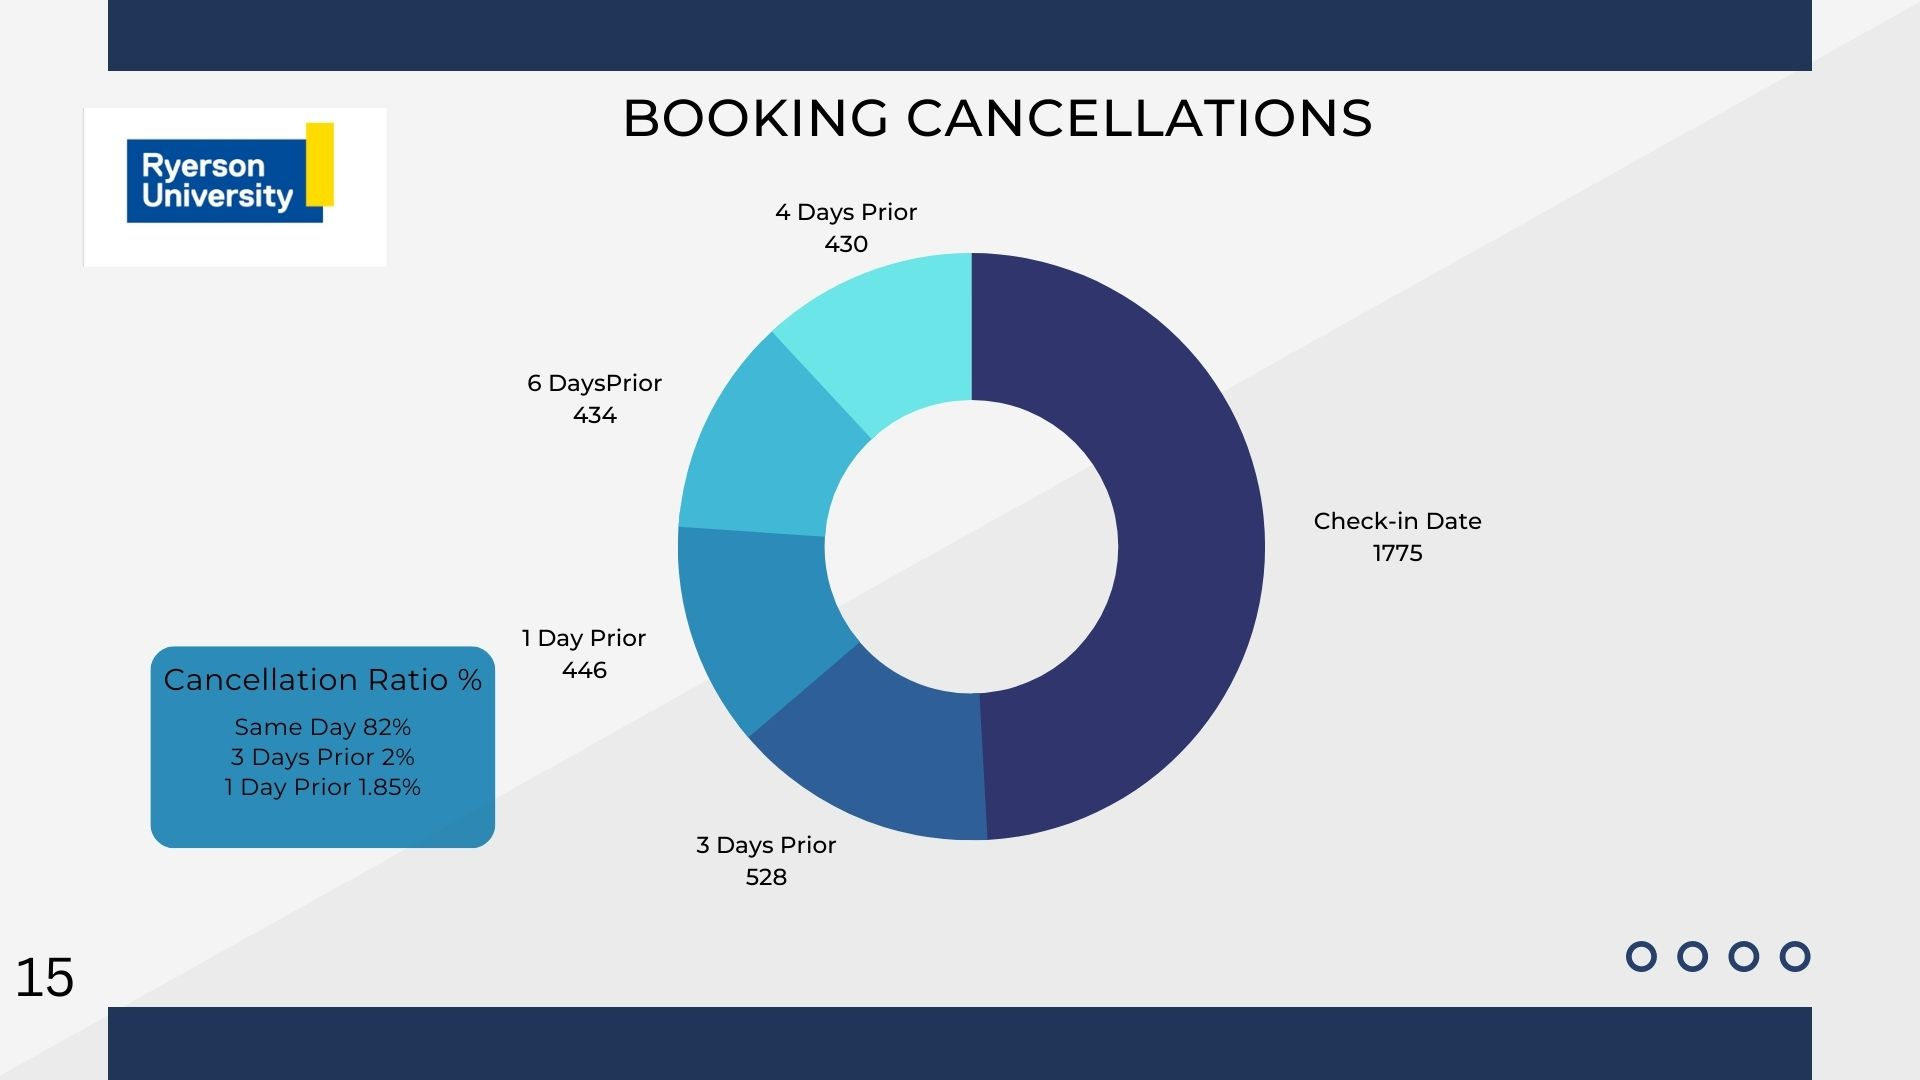 BOOKING CANCELLATIONS
Ryerson
University
4 Days Prior
430
6 DaysPrior
434
Check-in Date
1775
1 Day Prior
446
Cancellation Ratio %
Same Day 82%
3 Days Prior 2%
1 Day Prior 1.85%
3 Days Prior
528
15